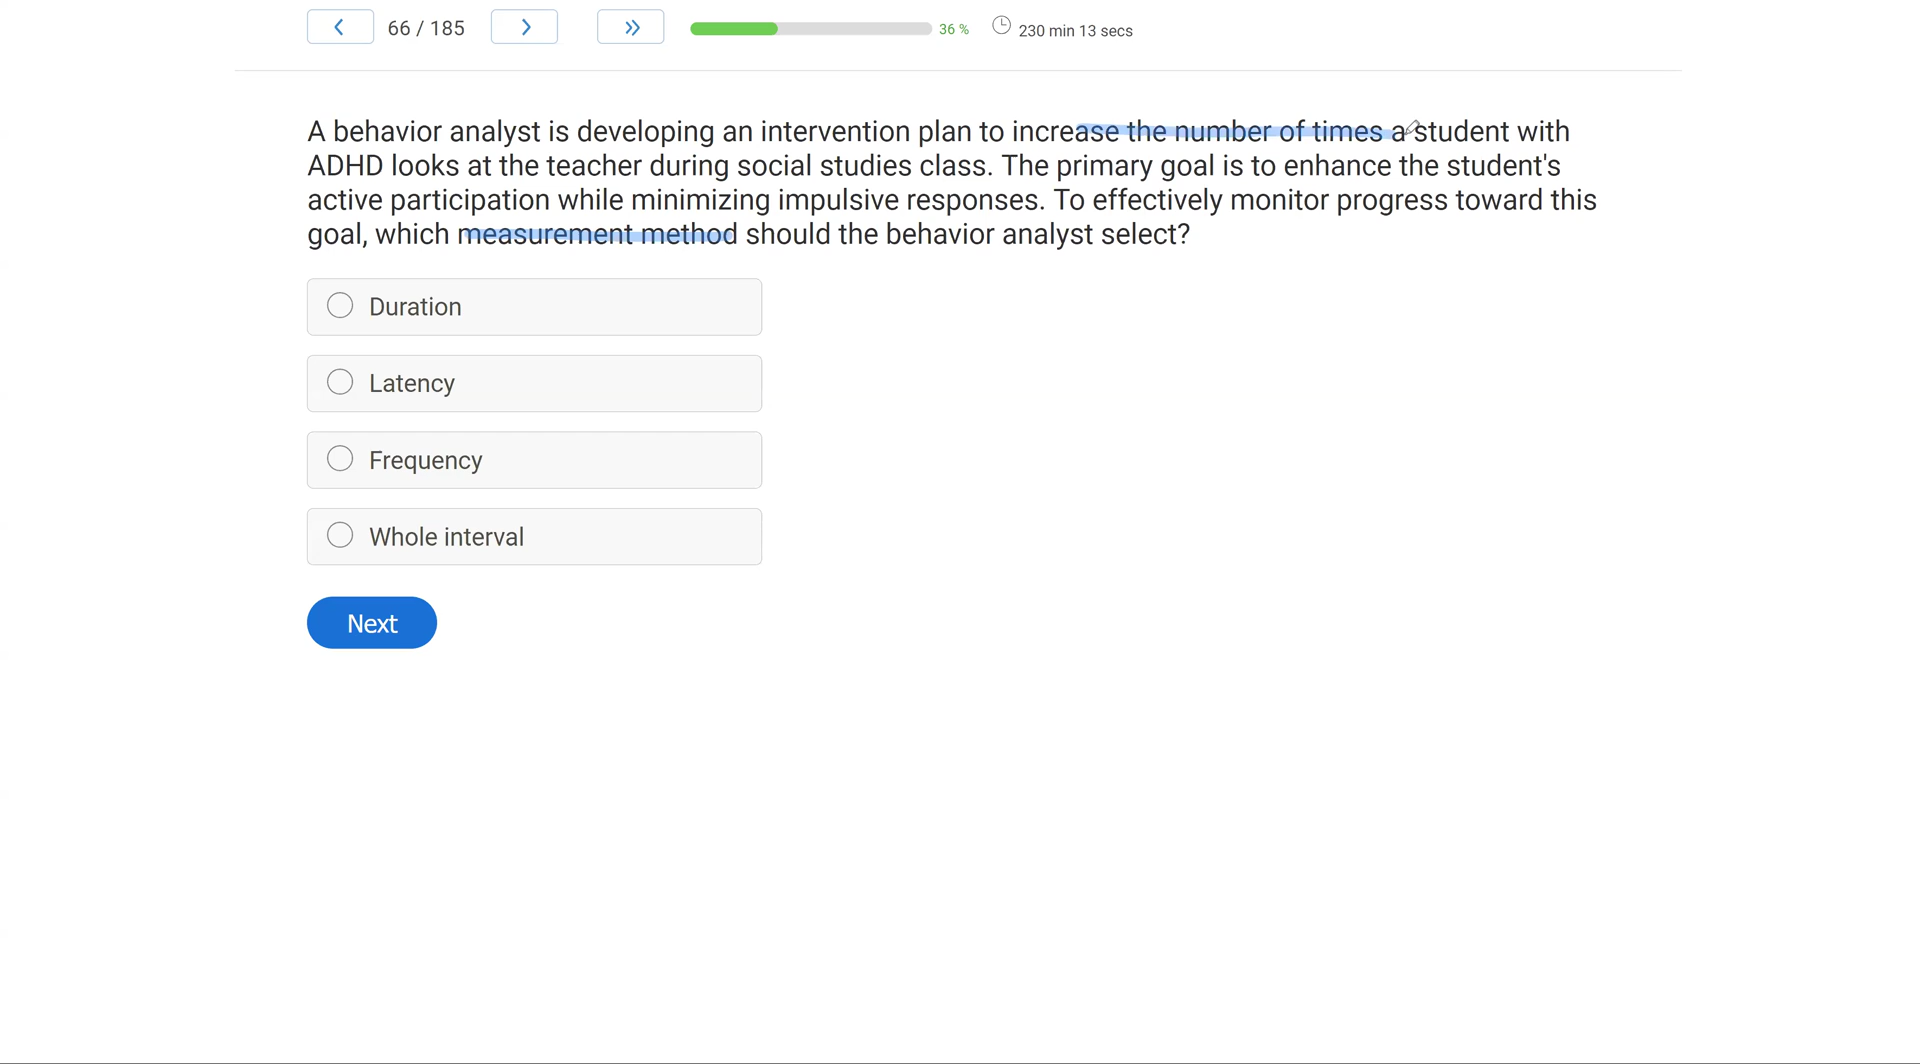 66 / 185
36 %
230 min 13 secs
A behavior analyst is developing an intervention plan to increase the number of times a student with
ADHD looks at the teacher during social studies class. The primary goal is to enhance the student's
active participation while minimizing impulsive responses. To effectively monitor progress toward this
goal, which measurement method should the behavior analyst select?
Duration
Latency
Frequency
Whole interval
Next